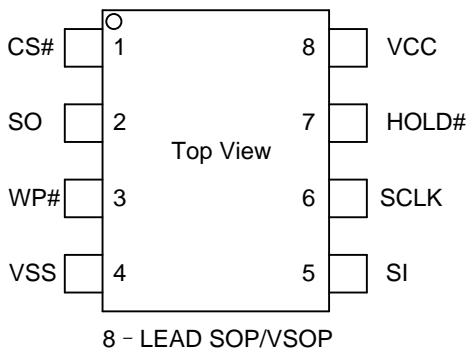 CS# 1 8 VCC
SO 2 7 HOLD#
Top View
WP# 3 6 SCLK
VSS 4 5 SI
8 - LEAD SOP/VSOP